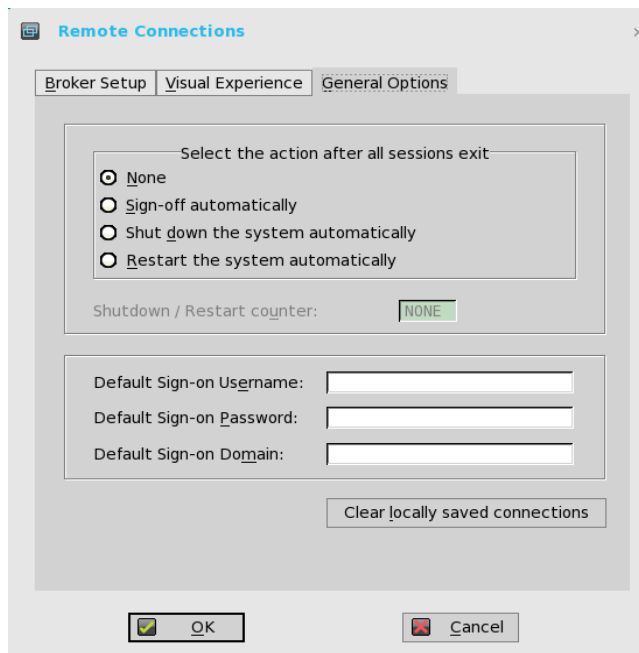 Remote Connections
Broker Setup Visual Experience General Options
Select the action after all sessions exit
None
Sign-off automatically
Shut down the system automatically
Restart the system automatically
Shutdown / Restart counter: NONE
Default Sign-on Username:
Default Sign-on Password:
Default Sign-on Domain:
Clear locally saved connections
OK Cancel